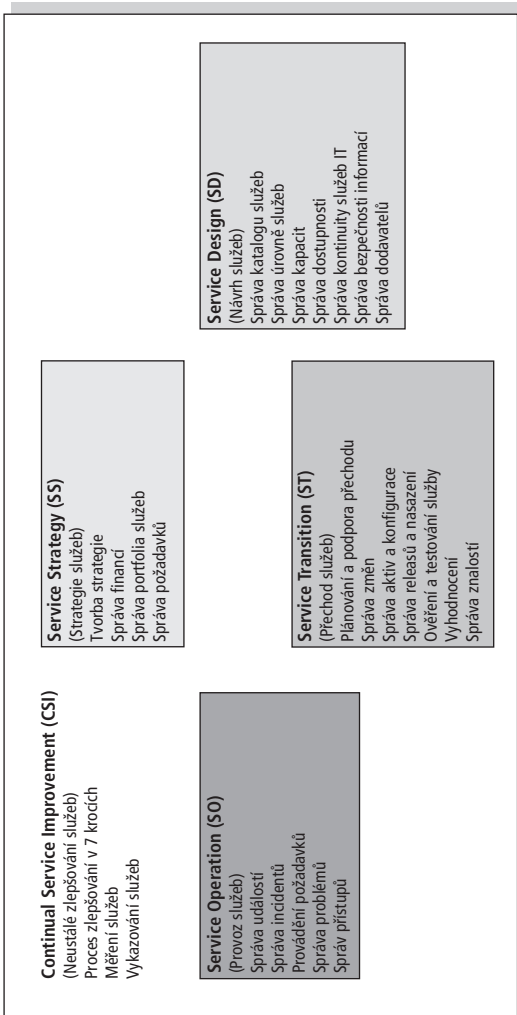 Continual Service Improvement (CSI)
(Neustálé zlepšování služeb)
Proces zlepšování v 7 krocích
Měření služeb
Vykazování služeb
Service Strategy (SS)
(Strategie služeb)
Tvorba strategie
Správa financí
Správa portfolia služeb
Správa požadavků
Service Design (SD)
(Návrh služeb)
Správa katalogu služeb
Správa úrovně služeb
Správa kapacit
Správa dostupnosti
Správa kontinuity služeb IT
Správa bezpečnosti informací
Správa dodavatelů
Service Operation (SO)
(Provoz služeb)
Správa událostí
Správa incidentů
Provádění požadavků
Správa problémů
Správ přístupů
Service Transition (ST)
(Přechod služeb)
Plánování a podpora přechodu
Správa změn
Správa aktiv a konfigurace
Správa releasů a nasazení
Ověření a testování služby
Vyhodnocení
Správa znalostí